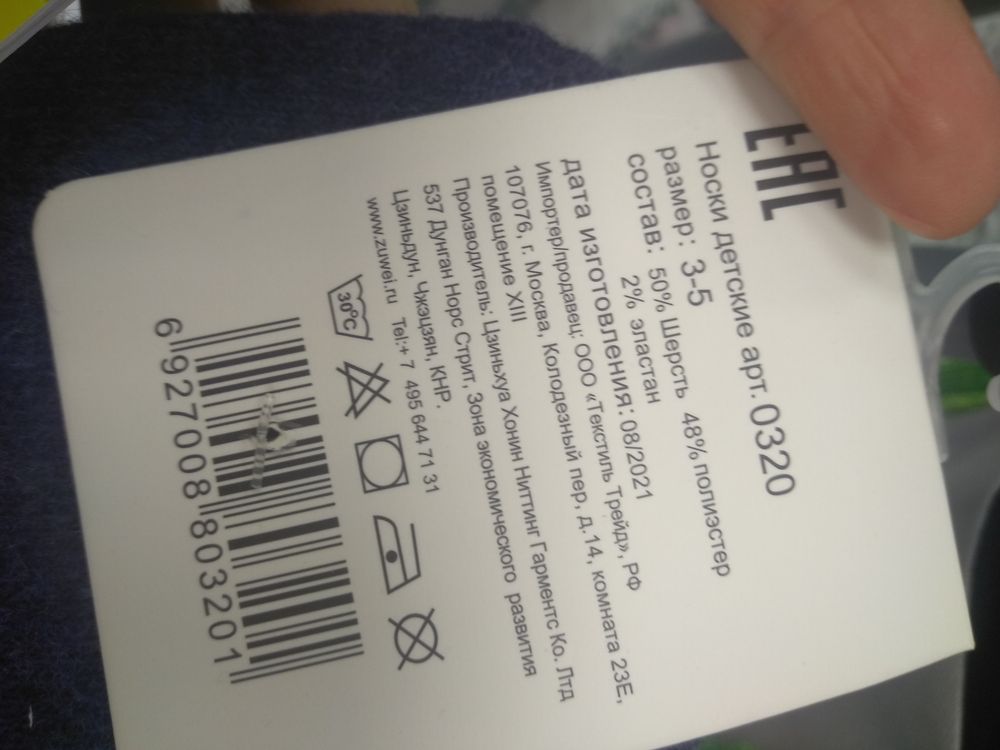 EAC
Носки детские арт. 0320
размер: 3-5
состав: 50% Шерсть 48% полиэстер
2% эластан
дата изготовления: 08/2021
Импортер/продавец: ООО «Текстиль Трейд», РФ
107076, г. Москва, Колодезный пер, д.14, комната 23Е,
помещение XIII
Производитель: Цзиньхуа Хонин Ниттинг Гарментс Ко. Лтд
537 Дунган Норс Стрит, Зона экономического развития
Цзиньдун, Чжэцзян, КНР.
www.zuwei.ru Tel:+ 7 495 644 71 31
30°C
6 927008 803201